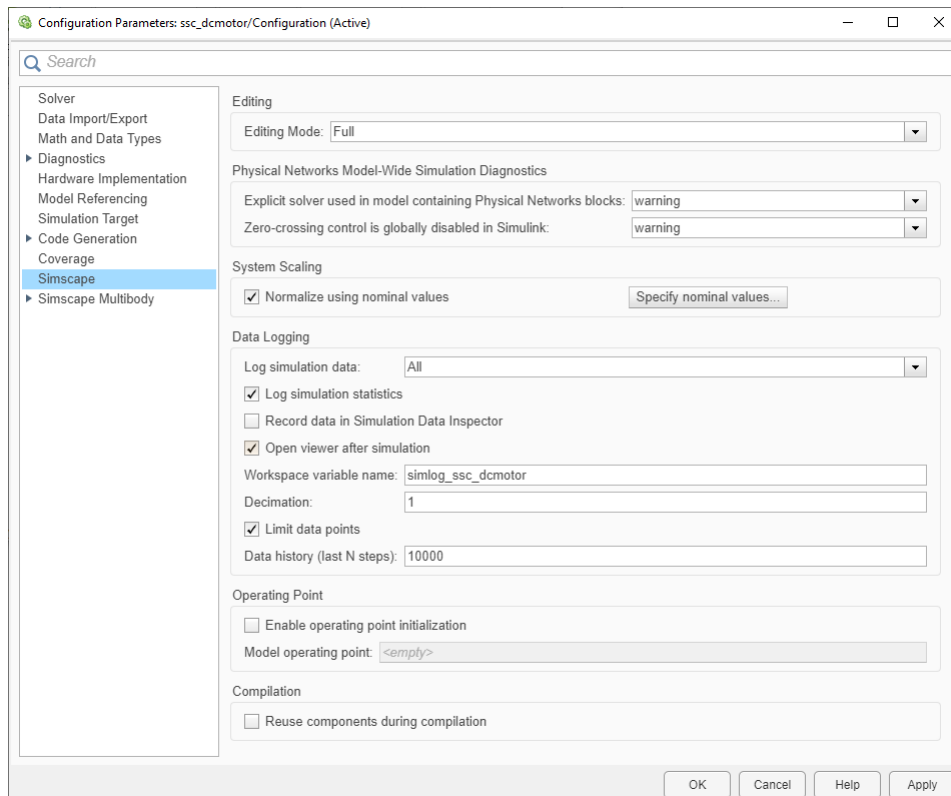 Configuration Parameters: ssc_dcmotor/Configuration (Active)
Search
Solver
Data Import/Export
Math and Data Types
Diagnostics
Hardware Implementation
Model Referencing
Simulation Target
Code Generation
Coverage
Simscape
Simscape Multibody
Editing
Editing Mode: Full
Physical Networks Model-Wide Simulation Diagnostics
Explicit solver used in model containing Physical Networks blocks: warning
Zero-crossing control is globally disabled in Simulink: warning
System Scaling
Normalize using nominal values Specify nominal values...
Data Logging
Log simulation data: All
Log simulation statistics
Record data in Simulation Data Inspector
Open viewer after simulation
Workspace variable name: simlog_ssc_dcmotor
Decimation: 1
Limit data points
Data history (last N steps): 10000
Operating Point
Enable operating point initialization
Model operating point: <empty>
Compilation
Reuse components during compilation
OK Cancel Help Apply